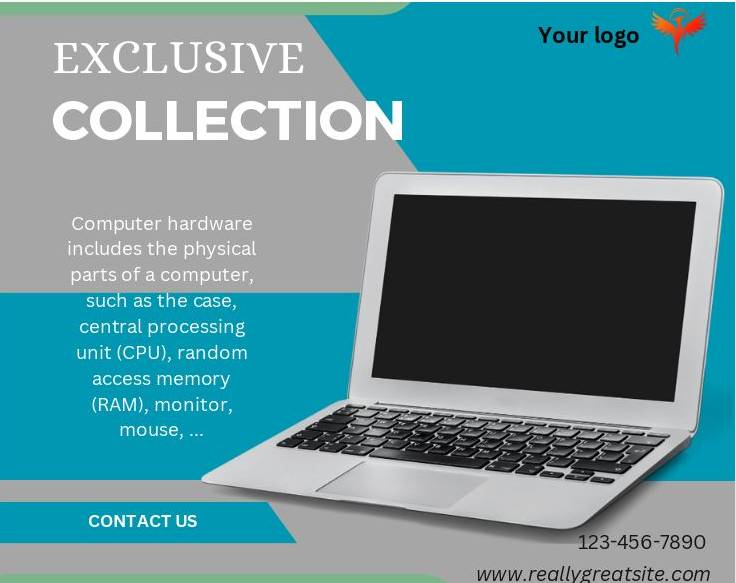 Your logo
EXCLUSIVE
COLLECTION
Computer hardware
includes the physical
parts of a computer,
such as the case,
central processing
unit (CPU), random
access memory
(RAM), monitor,
mouse, ...
CONTACT US
123-456-7890
www.reallygreatsite.com